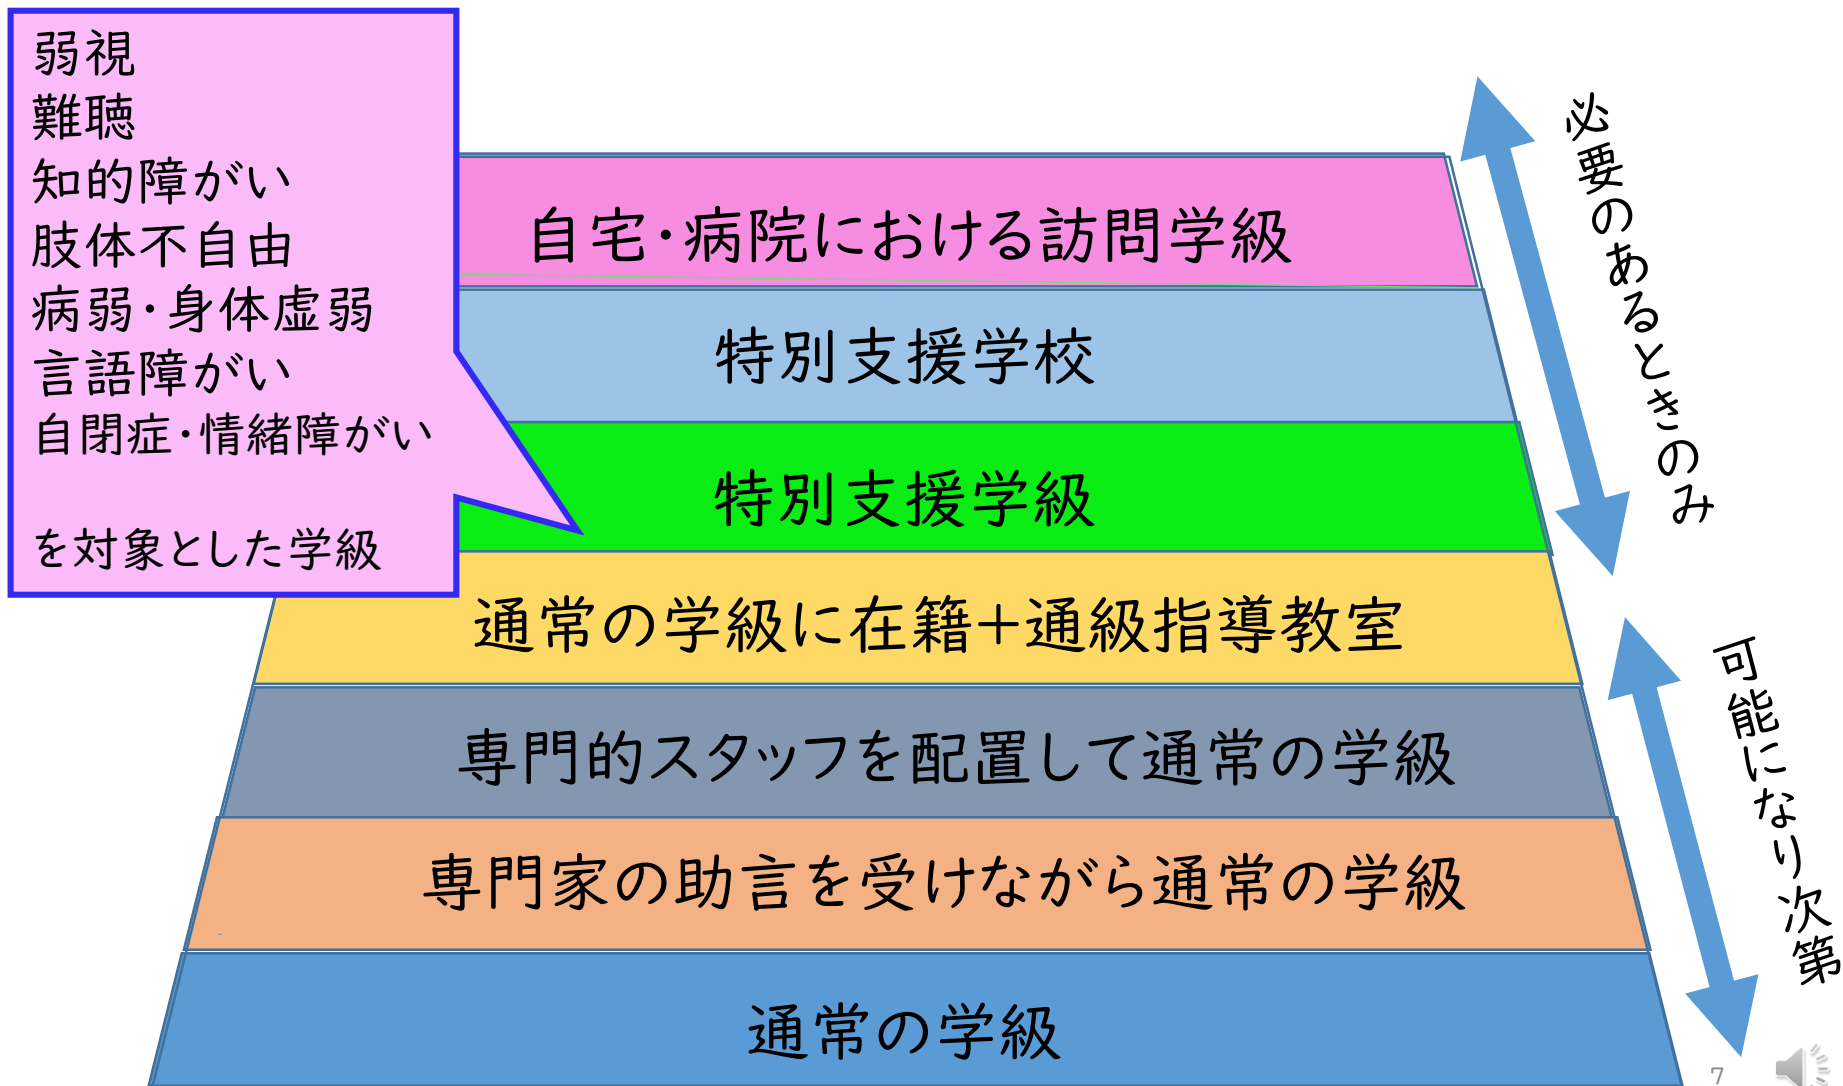 弱視
難聴
知的障がい
肢体不自由
病弱・身体虚弱
言語障がい
自閉症・情緒障がい
を対象とした学級
自宅・病院における訪問学級
特別支援学校
特別支援学級
通常の学級に在籍+通級指導教室
専門的スタッフを配置して通常の学級
専門家の助言を受けながら通常の学級
通常の学級
必要のあるときのみ
可能になり次第
7